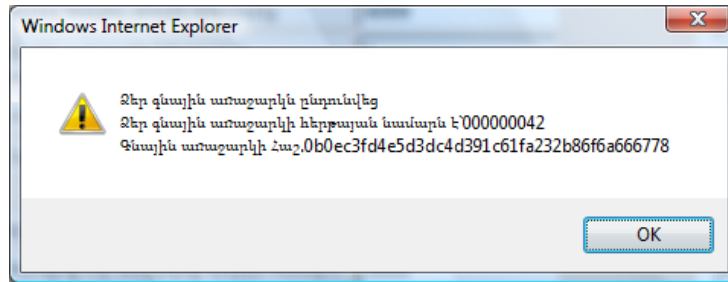 Windows Internet Explorer
Ձեր գնային առաջարկն ընդունվեց
Ձեր գնային առաջարկի հերթական համարն է՝000000042
Գնային առաջարկի Հաշ.0b0ec3fd4e5d3dc4d391c61fa232b86f6a666778
OK